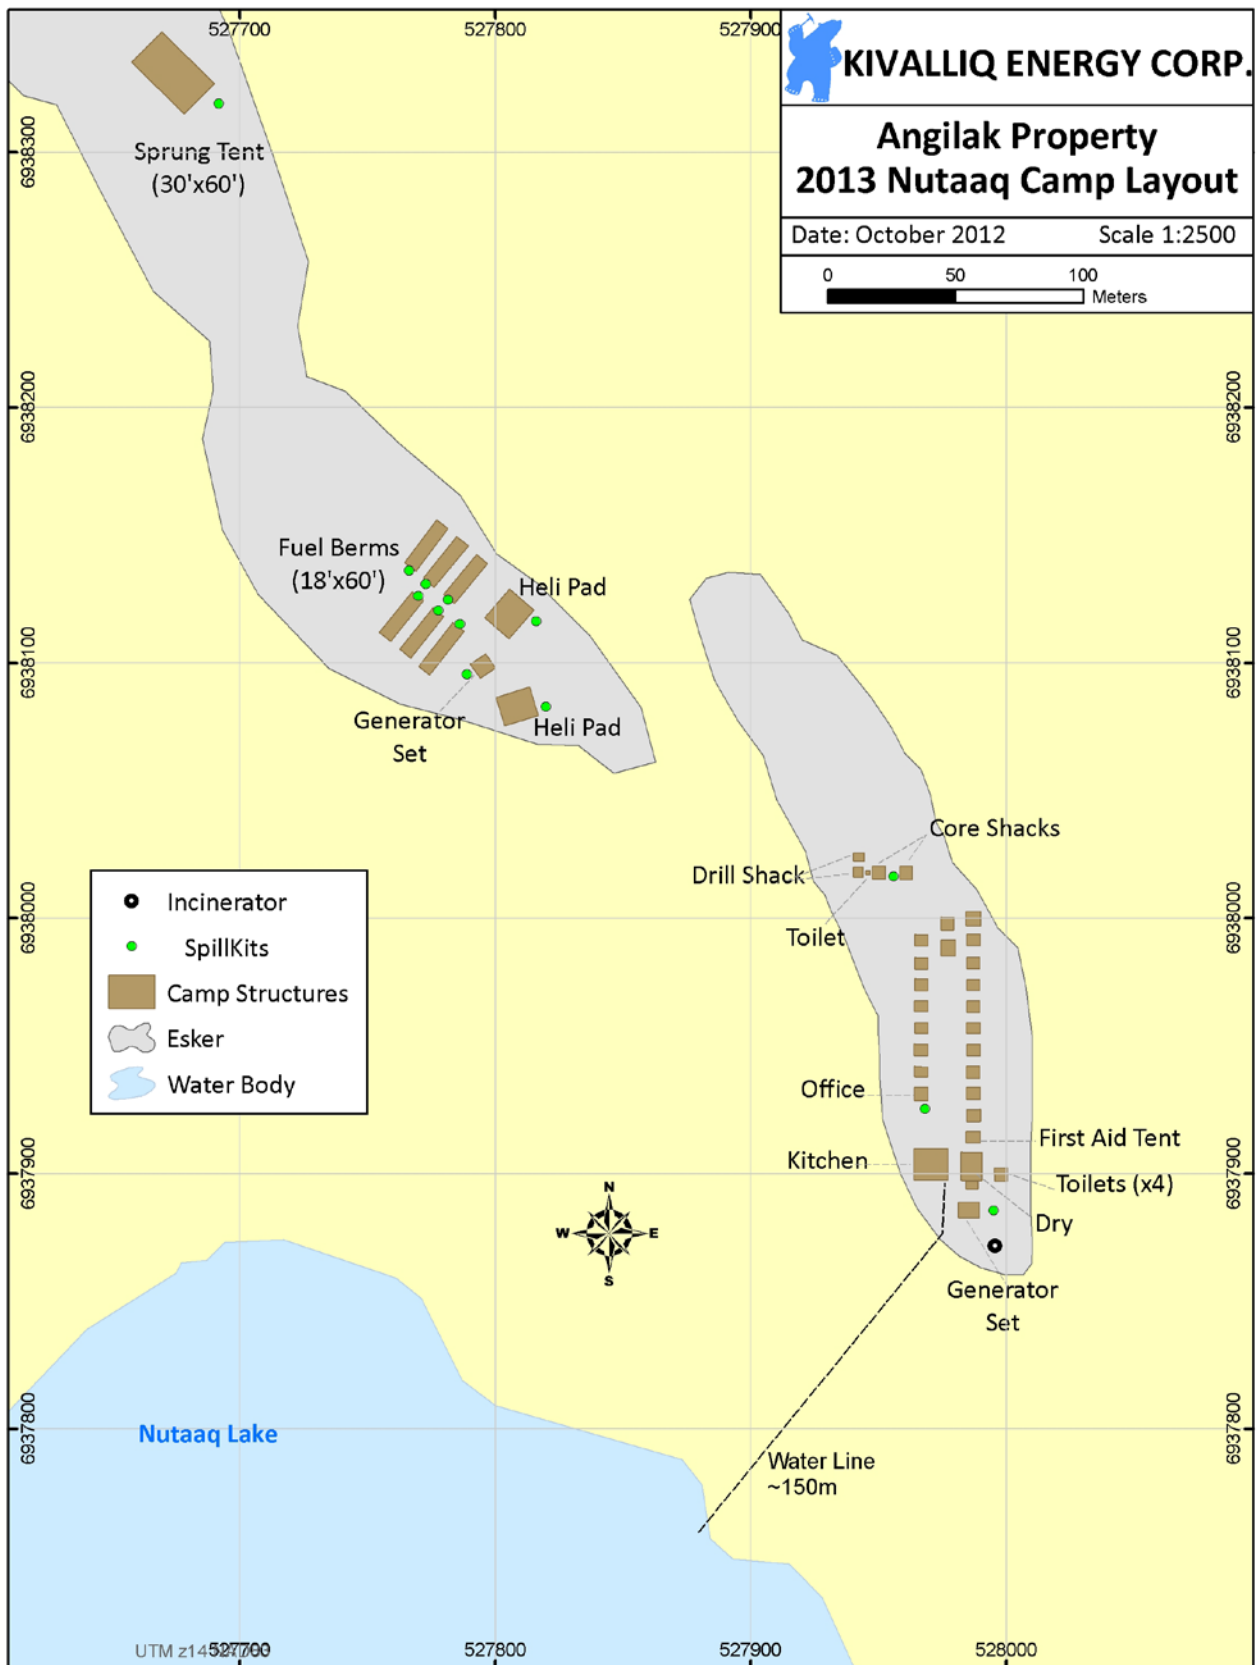 527700
527800
527900
KIVALLIQ ENERGY CORP.
Angilak Property
2013 Nutaaq Camp Layout
Date: October 2012
Scale 1:2500
0 50 100
Meters
6938300
Sprung Tent
(30'x60')
6938200
6938200
Fuel Berms
(18'x60')
Heli Pad
6938100
6938100
Generator
Set
Heli Pad
Core Shacks
Drill Shack
Toilet
6938000
6938000
Incinerator
SpillKits
Camp Structures
Esker
Water Body
Office
First Aid Tent
Kitchen
Toilets (x4)
Dry
6937900
6937900
N
W E
S
Generator
Set
6937800
6937800
Nutaaq Lake
Water Line
~150m
UTM z14
527700
527800
527900
528000